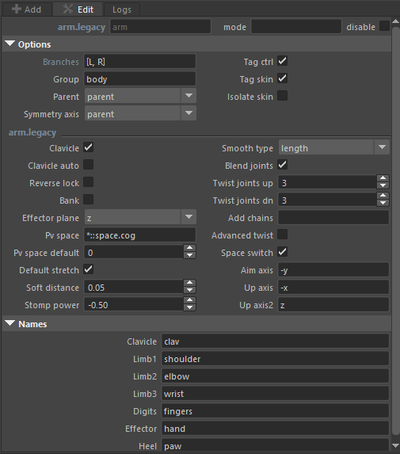 Add Edit Logs
arm.legacy arm mode disable
Options
Branches [L, R] Tag ctrl
Group body Tag skin
Parent parent Isolate skin
Symmetry axis parent
arm.legacy
Clavicle Smooth type length
Clavicle auto Blend joints
Reverse lock Twist joints up 3
Bank Twist joints dn 3
Effector plane z Add chains
Pv space *::space.cog Advanced twist
Pv space default 0 Space switch
Default stretch Aim axis -y
Soft distance 0.05 Up axis -x
Stomp power -0.50 Up axis2 z
Names
Clavicle clav
Limb1 shoulder
Limb2 elbow
Limb3 wrist
Digits fingers
Effector hand
Heel paw